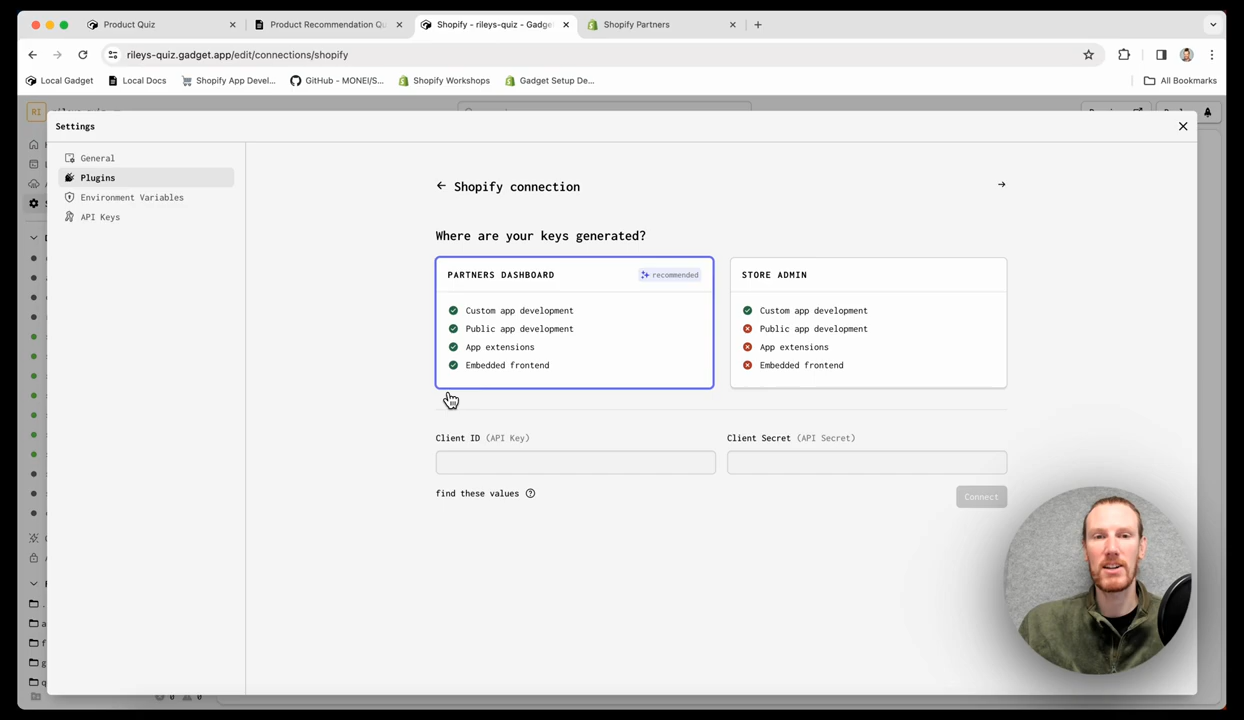 Product Quiz
Product Recommendation Qu
Shopify - rileys-quiz - Gadge
Shopify Partners
rileys-quiz.gadget.app/edit/connections/shopify
Local Gadget
Local Docs
Shopify App Devel...
GitHub - MONEI/S...
Shopify Workshops
Gadget Setup De...
All Bookmarks
RI
Settings
General
Plugins
Environment Variables
API Keys
Shopify connection
Where are your keys generated?
PARTNERS DASHBOARD
recommended
Custom app development
Public app development
App extensions
Embedded frontend
STORE ADMIN
Custom app development
Public app development
App extensions
Embedded frontend
Client ID (API Key)
Client Secret (API Secret)
find these values
Connect
0
0